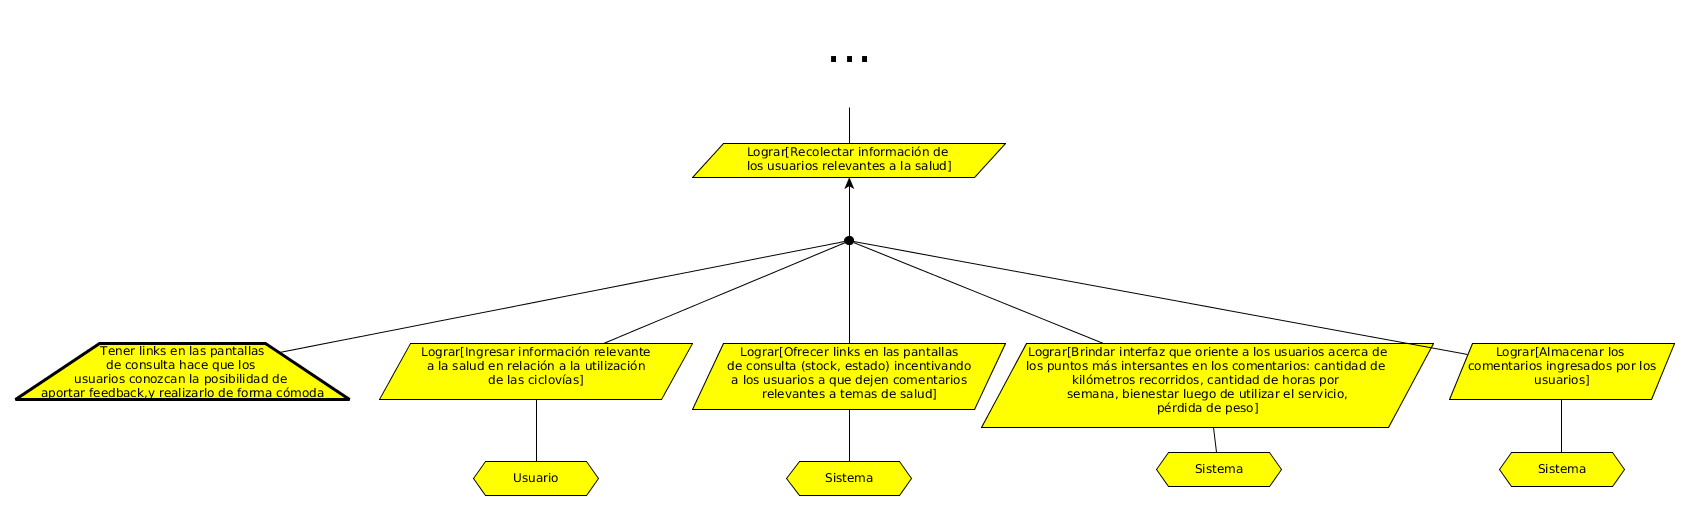 ...
Lograr[Recolectar información de
los usuarios relevantes a la salud]
Tener links en las pantallas
de consulta hace que los
usuarios conozcan la posibilidad de
aportar feedback,y realizarlo de forma cómoda
Lograr[Ingresar información relevante
a la salud en relación a la utilización
de las ciclovías]
Lograr[Ofrecer links en las pantallas
de consulta (stock, estado) incentivando
a los usuarios a que dejen comentarios
relevantes a temas de salud]
Lograr[Brindar interfaz que oriente a los usuarios acerca de
los puntos más intersantes en los comentarios: cantidad de
kilómetros recorridos, cantidad de horas por
semana, bienestar luego de utilizar el servicio,
pérdida de peso]
Lograr[Almacenar los
comentarios ingresados por los
usuarios]
Usuario
Sistema
Sistema
Sistema